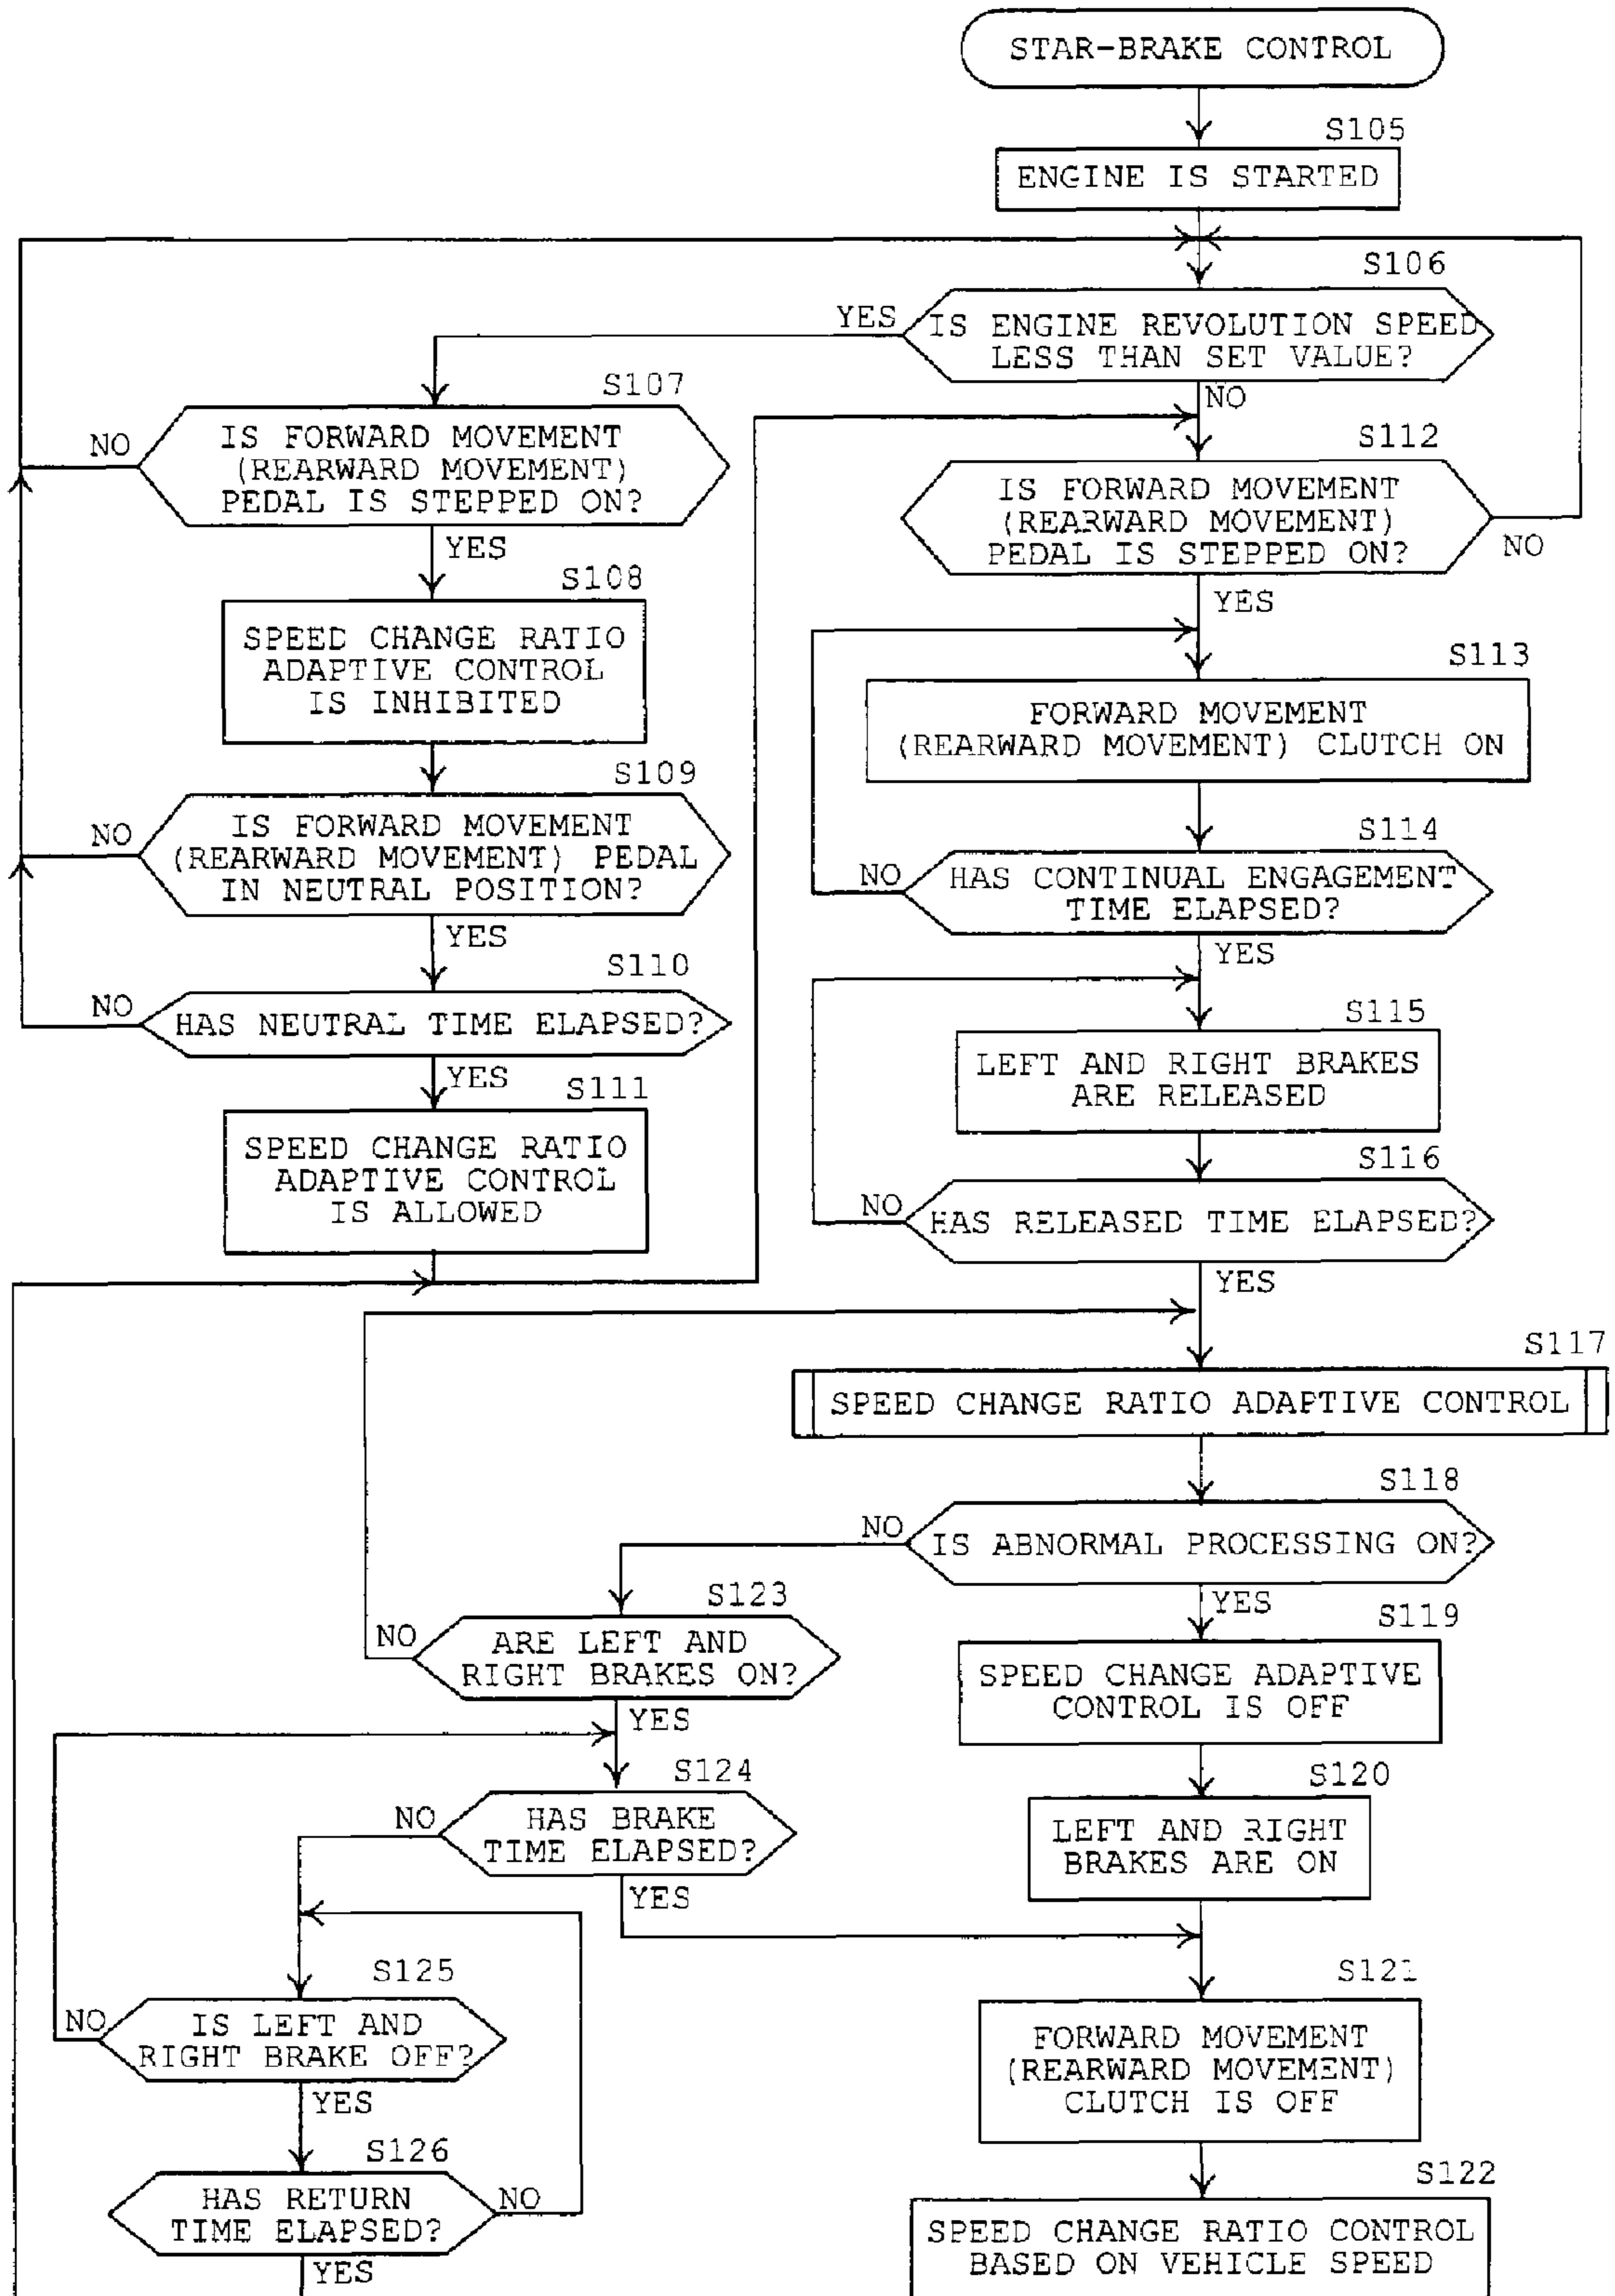 STAR-BRAKE CONTROL
S105
ENGINE IS STARTED
S106
YES
IS ENGINE REVOLUTION SPEED
LESS THAN SET VALUE?
NO
S107
NO
IS FORWARD MOVEMENT
(REARWARD MOVEMENT)
PEDAL IS STEPPED ON?
YES
S108
SPEED CHANGE RATIO
ADAPTIVE CONTROL
IS INHIBITED
S109
NO
IS FORWARD MOVEMENT
(REARWARD MOVEMENT) PEDAL
IN NEUTRAL POSITION?
YES
S110
NO
HAS NEUTRAL TIME ELAPSED?
YES
S111
SPEED CHANGE RATIO
ADAPTIVE CONTROL
IS ALLOWED
S112
IS FORWARD MOVEMENT
(REARWARD MOVEMENT)
PEDAL IS STEPPED ON?
NO
YES
S113
FORWARD MOVEMENT
(REARWARD MOVEMENT) CLUTCH ON
S114
NO
HAS CONTINUAL ENGAGEMENT
TIME ELAPSED?
YES
S115
LEFT AND RIGHT BRAKES
ARE RELEASED
S116
NO
HAS RELEASED TIME ELAPSED?
YES
S117
SPEED CHANGE RATIO ADAPTIVE CONTROL
S118
NO
IS ABNORMAL PROCESSING ON?
YES
S119
SPEED CHANGE ADAPTIVE
CONTROL IS OFF
S120
LEFT AND RIGHT
BRAKES ARE ON
S121
FORWARD MOVEMENT
(REARWARD MOVEMENT)
CLUTCH IS OFF
S122
SPEED CHANGE RATIO CONTROL
BASED ON VEHICLE SPEED
S123
NO
ARE LEFT AND
RIGHT BRAKES ON?
YES
S124
NO
HAS BRAKE
TIME ELAPSED?
YES
S125
NO
IS LEFT AND
RIGHT BRAKE OFF?
YES
S126
HAS RETURN
TIME ELAPSED?
NO
YES